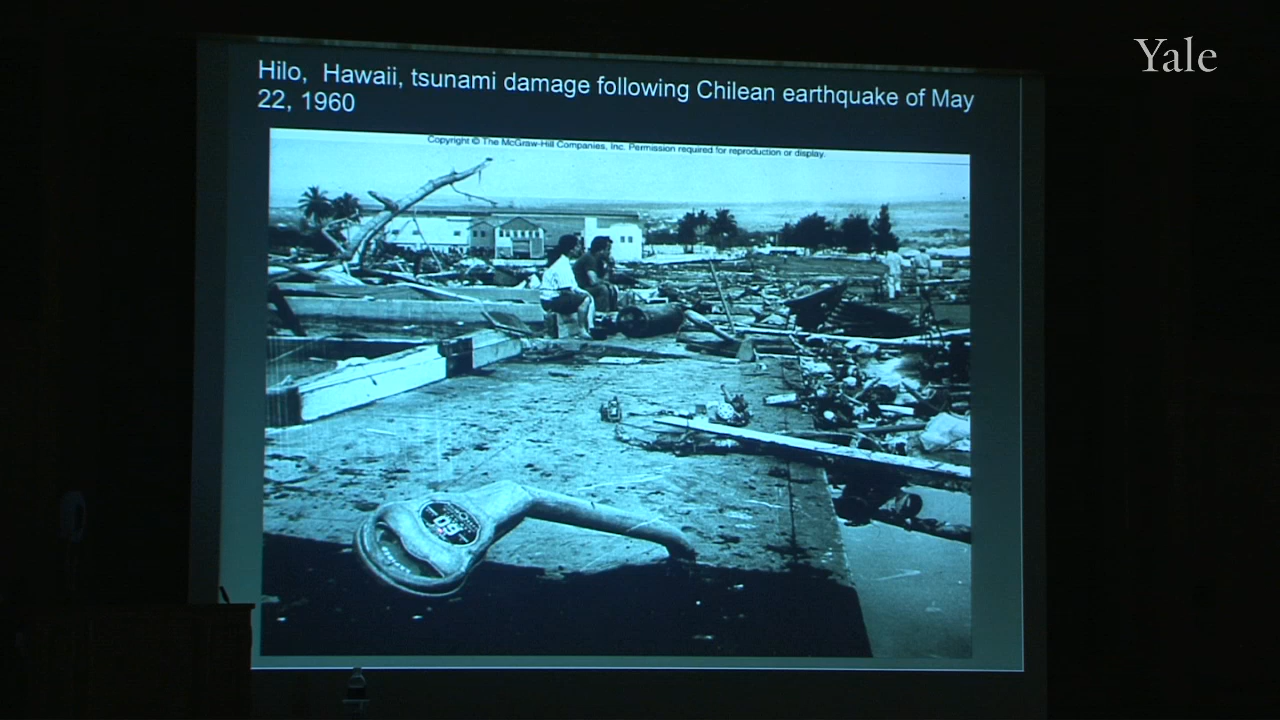 Yale
Hilo, Hawaii, tsunami damage following Chilean earthquake of May
22, 1960
Copyright © The McGraw-Hill Companies, Inc. Permission required for reproduction or display.
60